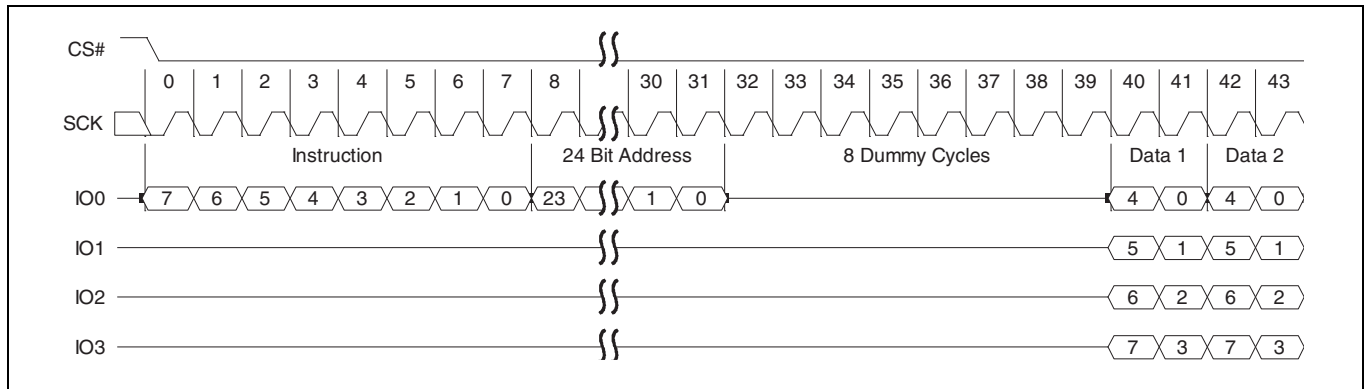 CS#
0 1 2 3 4 5 6 7 8 30 31 32 33 34 35 36 37 38 39 40 41 42 43
SCK
Instruction 24 Bit Address 8 Dummy Cycles Data 1 Data 2
IO0 7 6 5 4 3 2 1 0 23 1 0 4 0 4 0
IO1 5 1 5 1
IO2 6 2 6 2
IO3 7 3 7 3